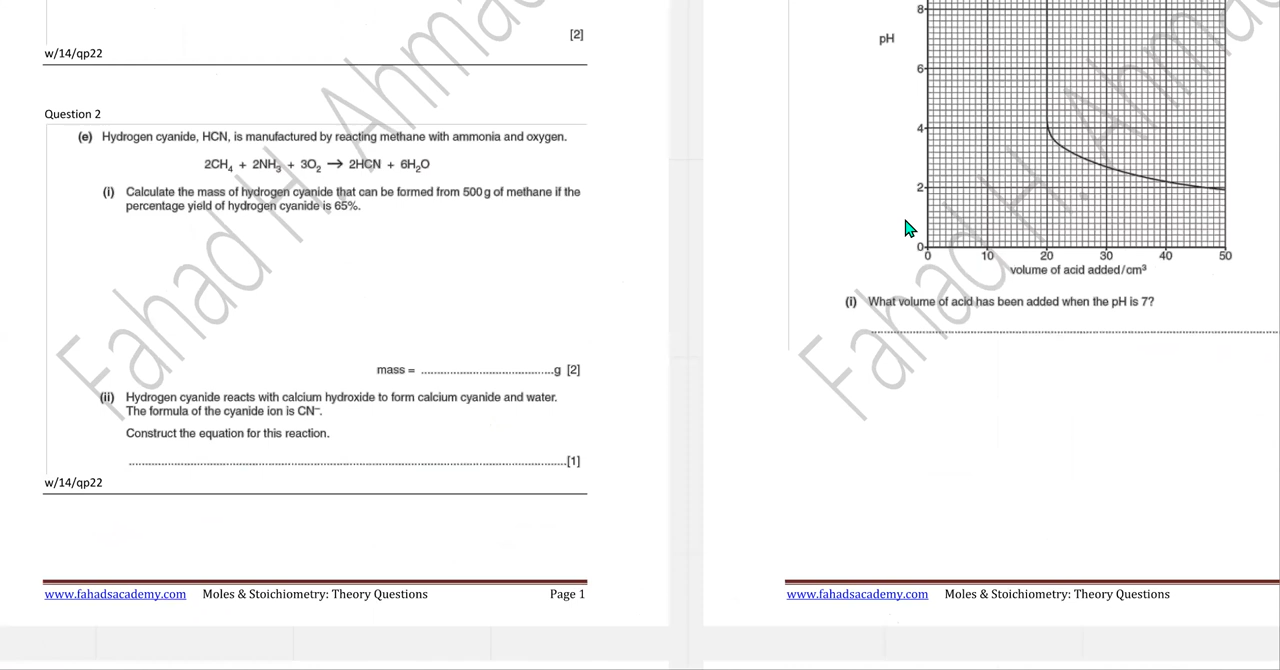 [2]
w/14/qp22
Question 2
(e) Hydrogen cyanide, HCN, is manufactured by reacting methane with ammonia and oxygen.
2CH₄ + 2NH₃ + 3O₂ → 2HCN + 6H₂O
(i) Calculate the mass of hydrogen cyanide that can be formed from 500 g of methane if the
percentage yield of hydrogen cyanide is 65%.
mass = ........................................g [2]
(ii) Hydrogen cyanide reacts with calcium hydroxide to form calcium cyanide and water.
The formula of the cyanide ion is CN⁻.
Construct the equation for this reaction.
........................................[1]
w/14/qp22
www.fahadsacademy.com Moles & Stoichiometry: Theory Questions Page 1
Fahad H. Ahmad
8
pH
6
4
2
0
0 10 20 30 40 50
volume of acid added/cm³
(i) What volume of acid has been added when the pH is 7?
........................................
www.fahadsacademy.com Moles & Stoichiometry: Theory Questions
Fahad H. Ahmad